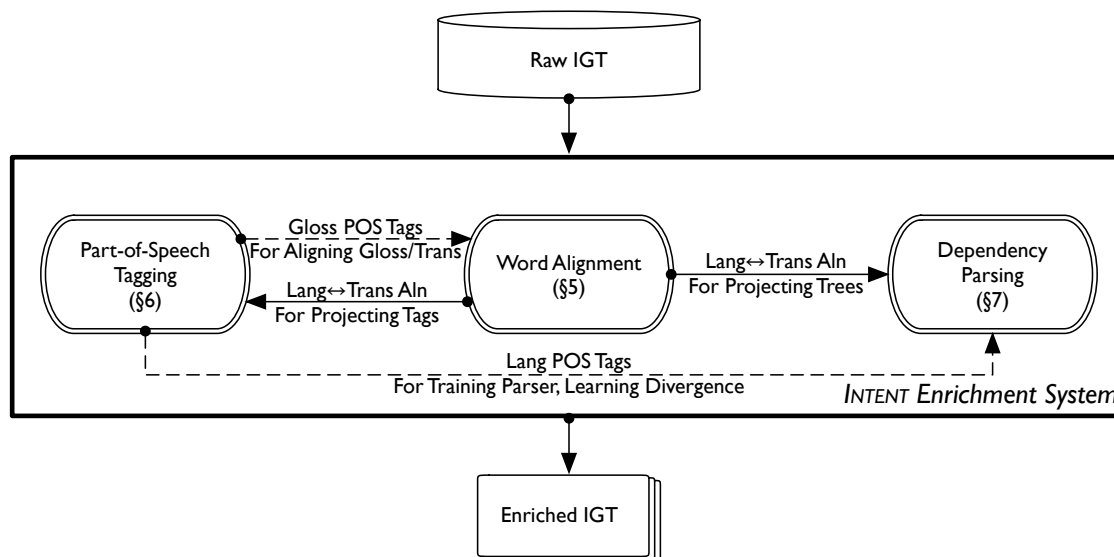 Raw IGT
Part-of-Speech
Tagging
(§6)
Gloss POS Tags
For Aligning Gloss/Trans
Lang↔Trans Aln
For Projecting Tags
Word Alignment
(§5)
Lang↔Trans Aln
For Projecting Trees
Dependency
Parsing
(§7)
Lang POS Tags
For Training Parser, Learning Divergence
INTENT Enrichment System
Enriched IGT